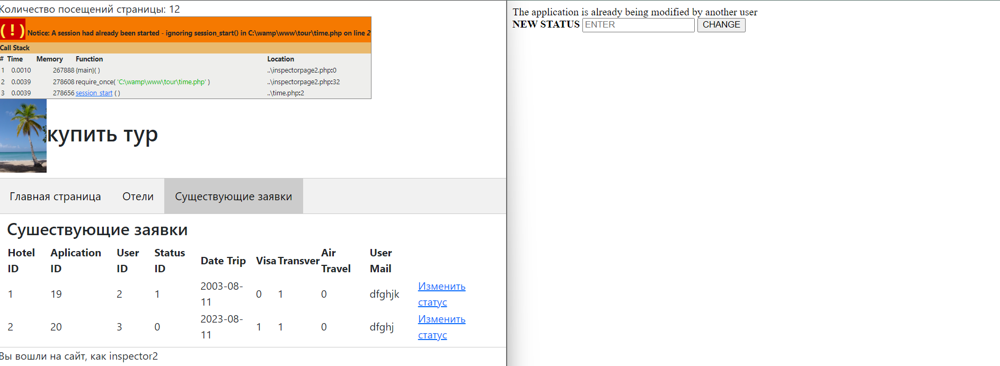 Количество посещений страницы: 12
(!) Notice: A session had already been started - ignoring session_start() in C:\wamp\www\tour\time.php on line 2
Call Stack
# Time Memory Function Location
1 0.0010 267888 {main}( ) ..\inspectorpage2.php:0
2 0.0039 278608 require_once( 'C:\wamp\www\tour\time.php' ) ..\inspectorpage2.php:32
3 0.0039 278656 session_start ( ) ..\time.php:2
купить тур
Главная страница Отели Существующие заявки
Сушествующие заявки
Hotel ID Aplication ID User ID Status ID Date Trip Visa Transver Air Travel User Mail
1 19 2 1 2003-08-11 0 1 0 dfghjk Изменить статус
2 20 3 0 2023-08-11 1 1 0 dfghj Изменить статус
Вы вошли на сайт, как inspector2
The application is already being modified by another user
NEW STATUS ENTER CHANGE